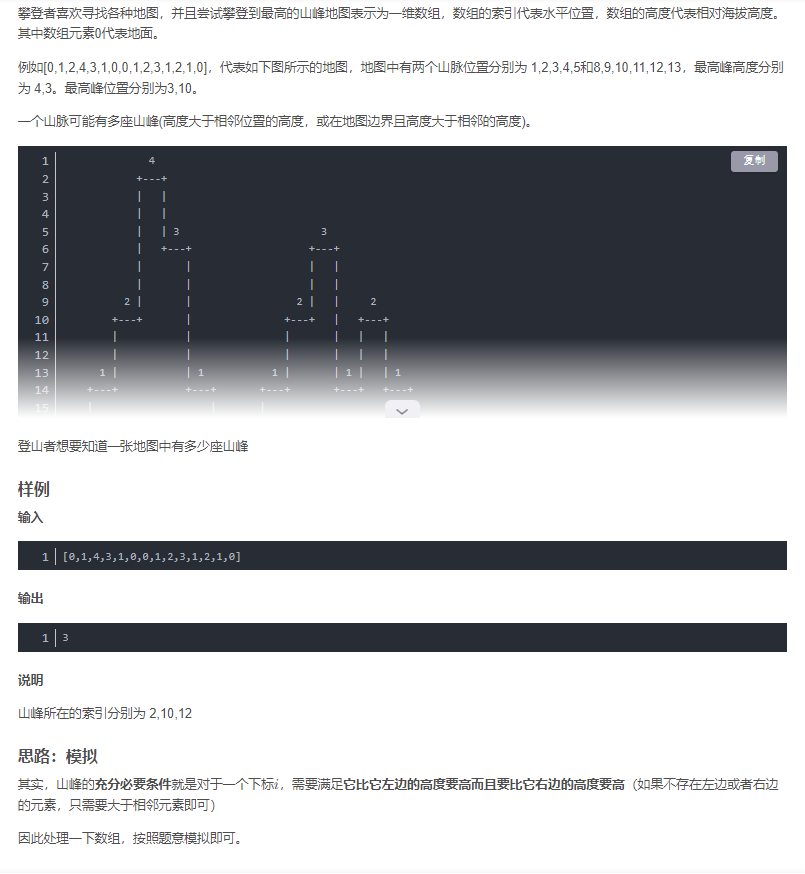 攀登者喜欢寻找各种地图，并且尝试攀登到最高的山峰地图表示为一维数组，数组的索引代表水平位置，数组的高度代表相对海拔高度。
其中数组元素0代表地面。
例如[0,1,2,4,3,1,0,0,1,2,3,1,2,1,0]，代表如下图所示的地图，地图中有两个山脉位置分别为 1,2,3,4,5和8,9,10,11,12,13，最高峰高度分别
为 4,3。最高峰位置分别为3,10。
一个山脉可能有多座山峰(高度大于相邻位置的高度，或在地图边界且高度大于相邻的高度)。
复制
1 4
2 +---+
3 | |
4 | |
5 | | 3 3
6 | +---+ +---+
7 | | | |
8 | | | |
9 2 | | 2 | | 2
10 +---+ | +---+ | +---+
11 | | | | | |
12 | | | | | |
13 1 | | 1 1 | | 1 | | 1
14 +---+ +---+ +---+ +---+ +---+
15 | | |
登山者想要知道一张地图中有多少座山峰
样例
输入
1 [0,1,4,3,1,0,0,1,2,3,1,2,1,0]
输出
1 3
说明
山峰所在的索引分别为 2,10,12
思路：模拟
其实，山峰的充分必要条件就是对于一个下标i，需要满足它比它左边的高度要高而且要比它右边的高度要高（如果不存在左边或者右边
的元素，只需要大于相邻元素即可）
因此处理一下数组，按照题意模拟即可。